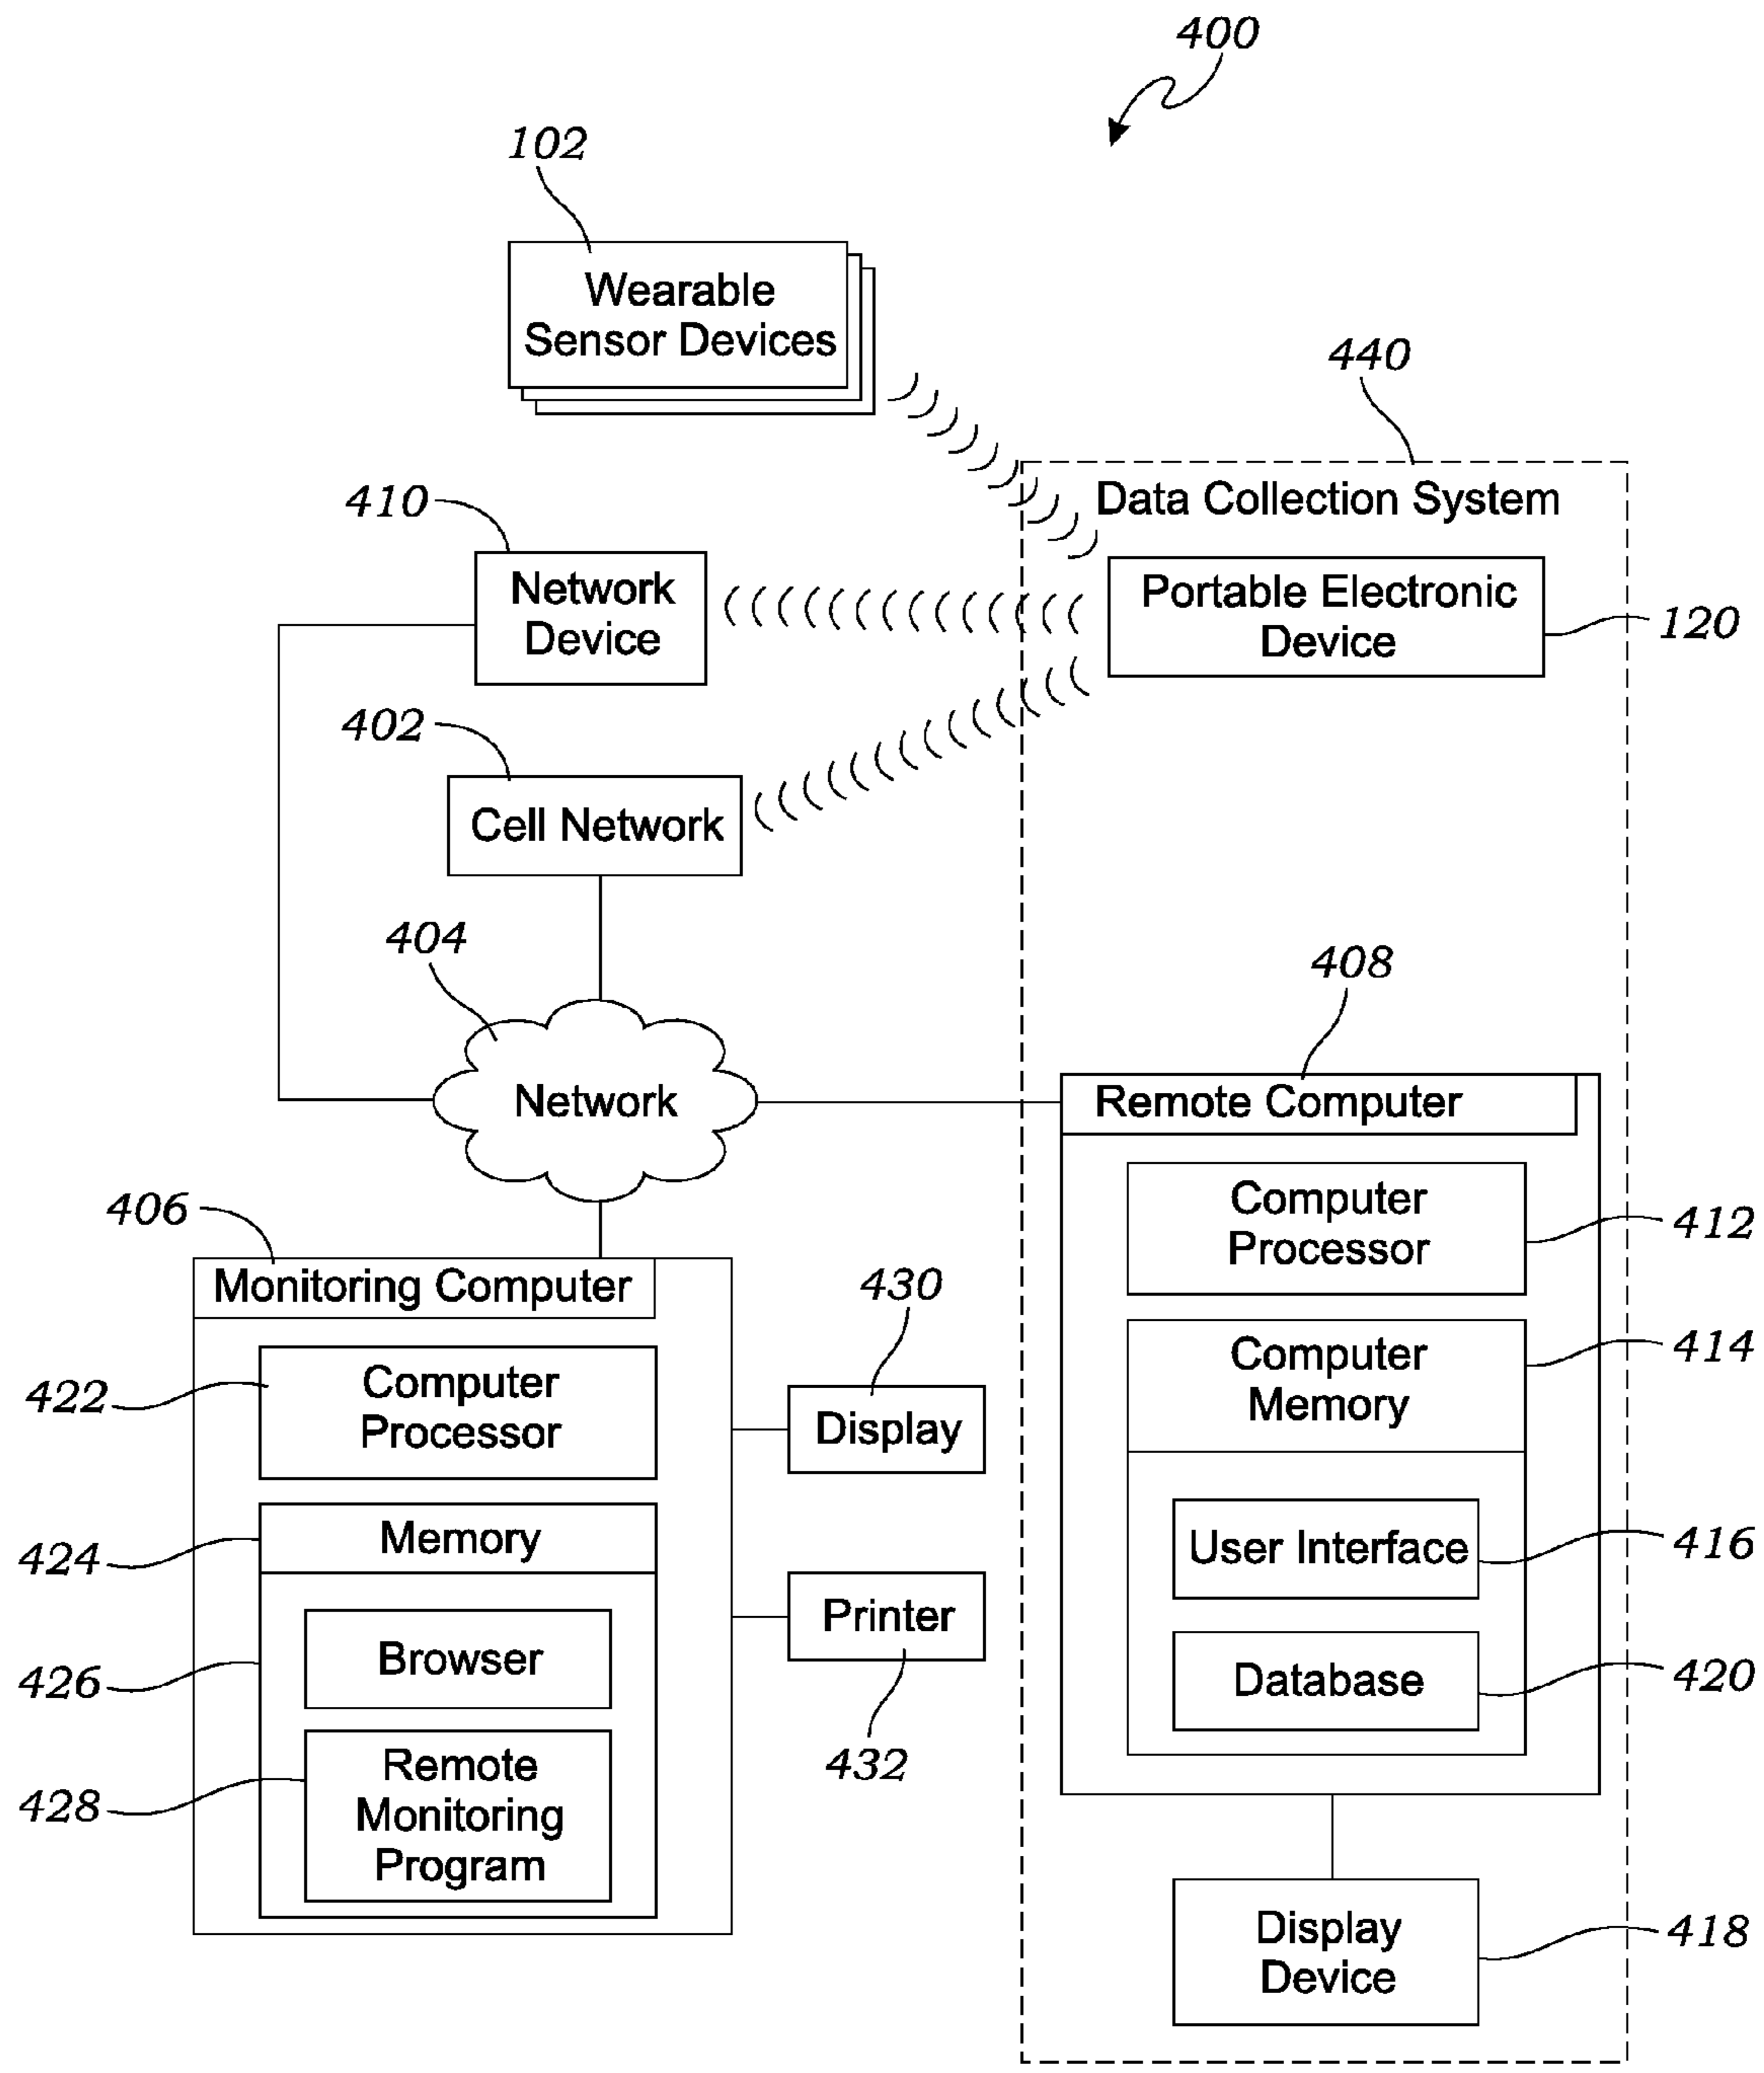 400
102
Wearable
Sensor Devices
440
Data Collection System
410
Network
Device
Portable Electronic
Device
120
402
Cell Network
404
Network
408
Remote Computer
Computer
Processor
412
Computer
Memory
414
User Interface
416
Database
420
Display
Device
418
406
Monitoring Computer
422
Computer
Processor
430
Display
424
Memory
Printer
432
426
Browser
428
Remote
Monitoring
Program